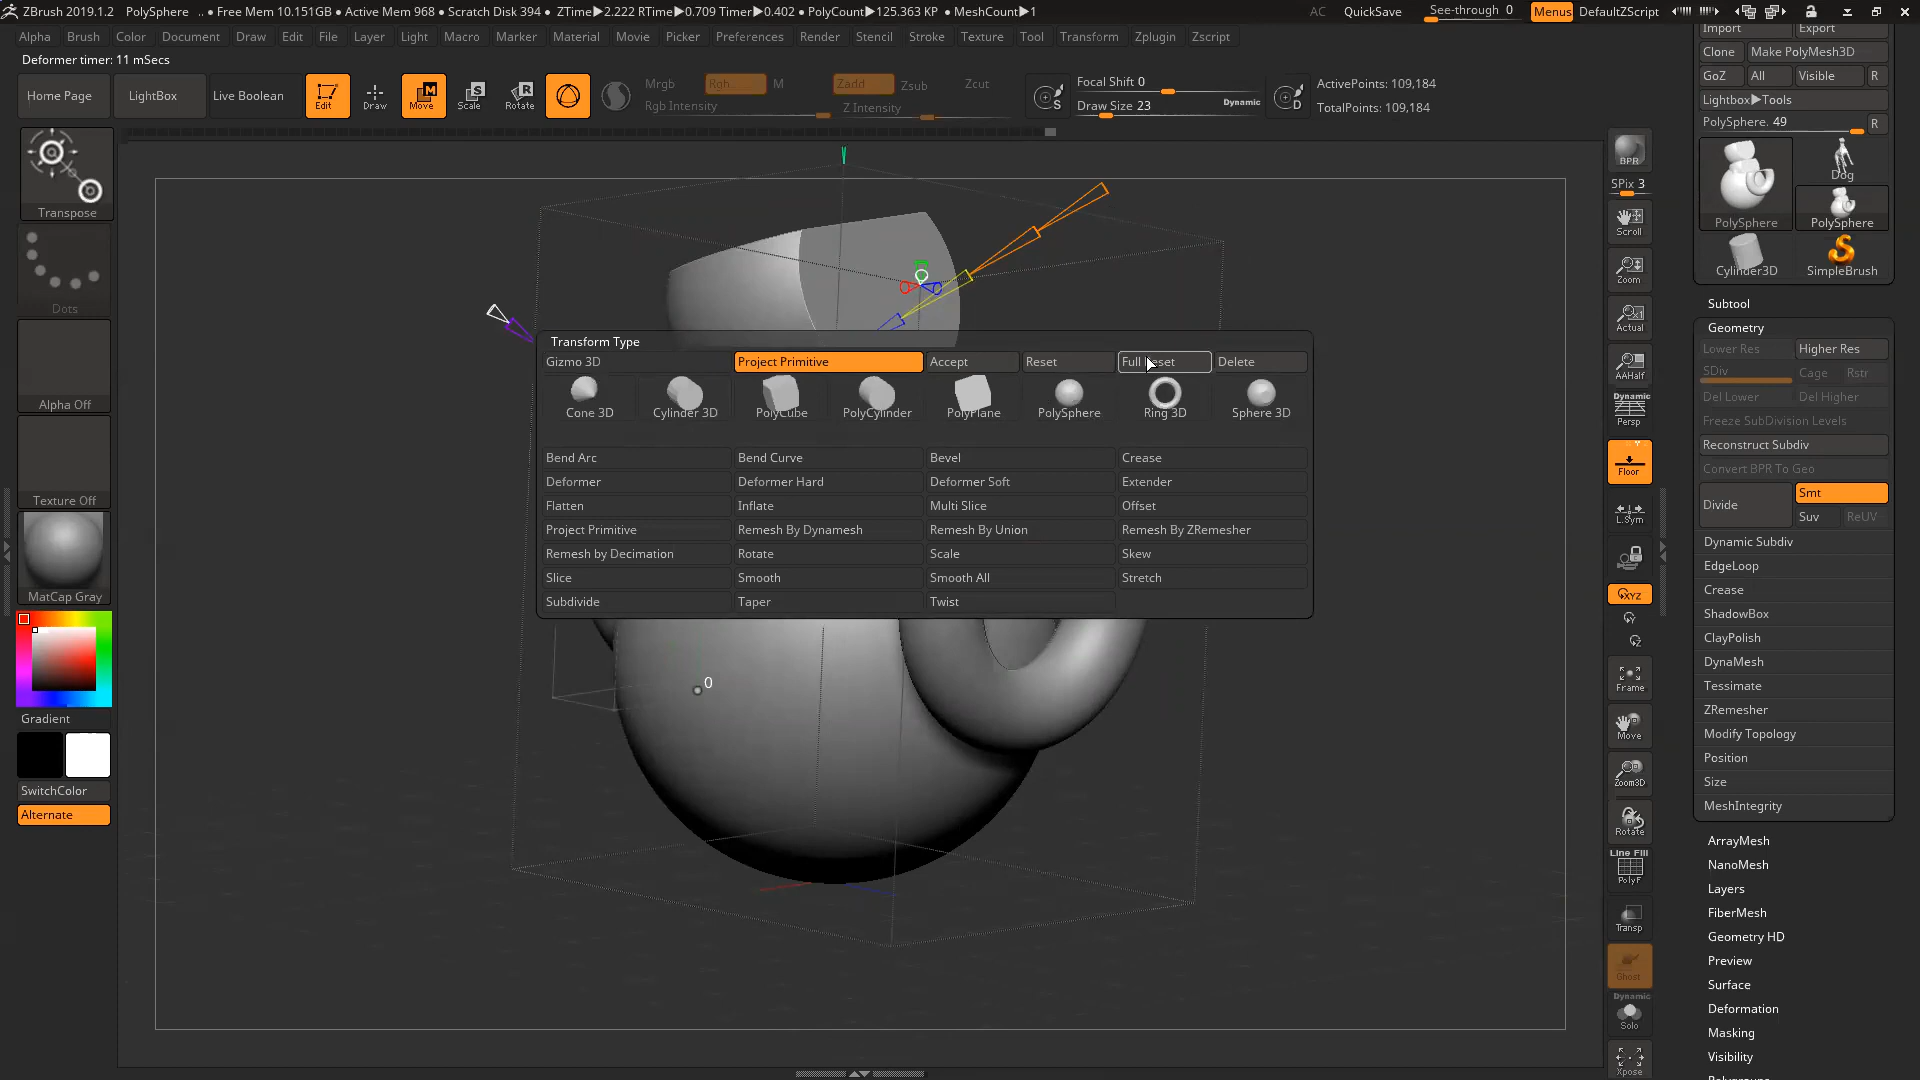 ZBrush 2019.1.2 PolySphere .. • Free Mem 10.151GB • Active Mem 968 • Scratch Disk 394 • ZTime▶2.222 RTime▶0.709 Timer▶0.402 • PolyCount▶125.363 KP • MeshCount▶1 AC QuickSave See-through 0 Menus DefaultZScript
Alpha Brush Color Document Draw Edit File Layer Light Macro Marker Material Movie Picker Preferences Render Stencil Stroke Texture Tool Transform Zplugin Zscript
Deformer timer: 11 mSecs
Home Page LightBox Live Boolean Edit Draw Move Scale Rotate
Mrgb Rgb M Zadd Zsub Zcut
Rgb Intensity Z Intensity
S Focal Shift 0
Draw Size 23 Dynamic D
ActivePoints: 109,184
TotalPoints: 109,184
Transpose
Dots
Alpha Off
Texture Off
MatCap Gray
Gradient
SwitchColor
Alternate
Transform Type
Gizmo 3D Project Primitive Accept Reset Full Reset Delete
Cone 3D Cylinder 3D PolyCube PolyCylinder PolyPlane PolySphere Ring 3D Sphere 3D
Bend Arc Bend Curve Bevel Crease
Deformer Deformer Hard Deformer Soft Extender
Flatten Inflate Multi Slice Offset
Project Primitive Remesh By Dynamesh Remesh By Union Remesh By ZRemesher
Remesh by Decimation Rotate Scale Skew
Slice Smooth Smooth All Stretch
Subdivide Taper Twist
0
BPR
SPix 3
Scroll
Zoom
Actual
AAHalf
Dynamic
Persp
Floor
L.Sym
XYZ
Y
Z
Frame
Move
Zoom3D
Rotate
Line Fill
PolyF
Transp
Ghost
Dynamic
Solo
Xpose
Import Export
Clone Make PolyMesh3D
GoZ All Visible R
Lightbox▶Tools
PolySphere. 49 R
PolySphere Dog
PolySphere
Cylinder3D SimpleBrush
Subtool
Geometry
Lower Res Higher Res
SDiv Cage Rstr
Del Lower Del Higher
Freeze SubDivision Levels
Reconstruct Subdiv
Convert BPR To Geo
Divide Smt
Suv ReUV
Dynamic Subdiv
EdgeLoop
Crease
ShadowBox
ClayPolish
DynaMesh
Tessimate
ZRemesher
Modify Topology
Position
Size
MeshIntegrity
ArrayMesh
NanoMesh
Layers
FiberMesh
Geometry HD
Preview
Surface
Deformation
Masking
Visibility